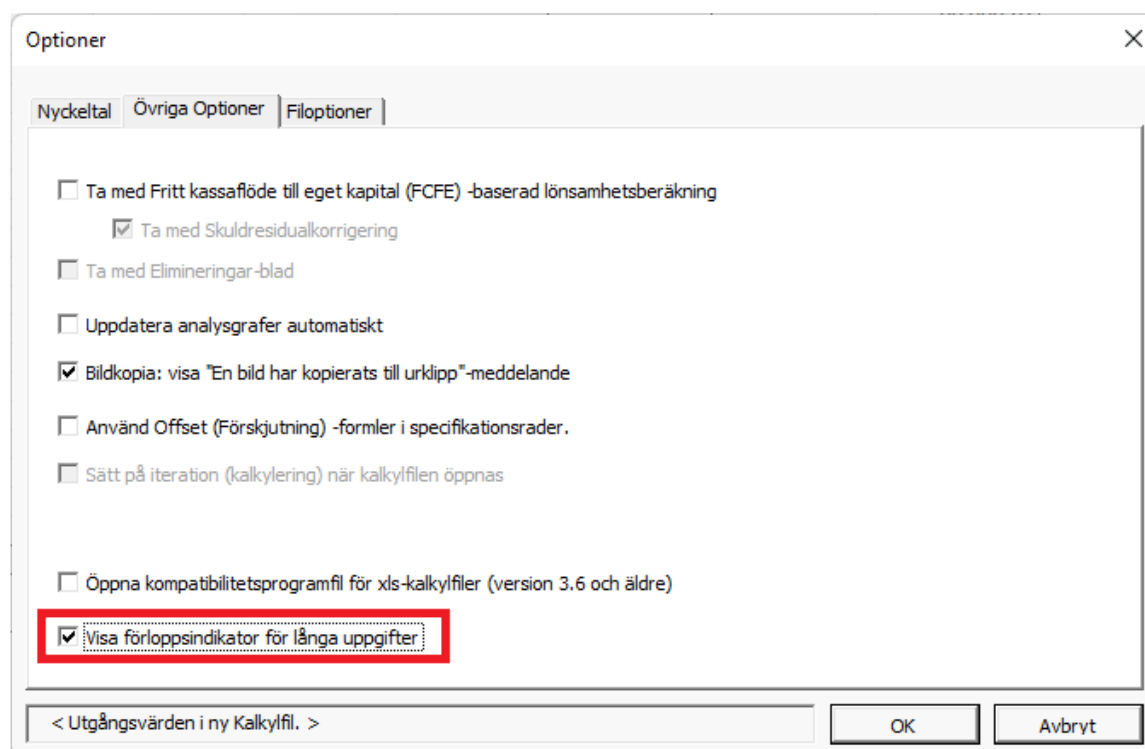 Optioner
Nyckeltal
Övriga Optioner
Filoptioner
Ta med Fritt kassaflöde till eget kapital (FCFE) -baserad lönsamhetsberäkning
Ta med Skuldresidualkorrigering
Ta med Elimineringar-blad
Uppdatera analysgrafer automatiskt
Bildkopia: visa "En bild har kopierats till urklipp"-meddelande
Använd Offset (Förskjutning) -formler i specifikationsrader.
Sätt på iteration (kalkylering) när kalkylfilen öppnas
Öppna kompatibilitetsprogramfil för xls-kalkylfiler (version 3.6 och äldre)
Visa förloppsindikator för långa uppgifter
< Utgångsvärden i ny Kalkylfil. >
OK
Avbryt